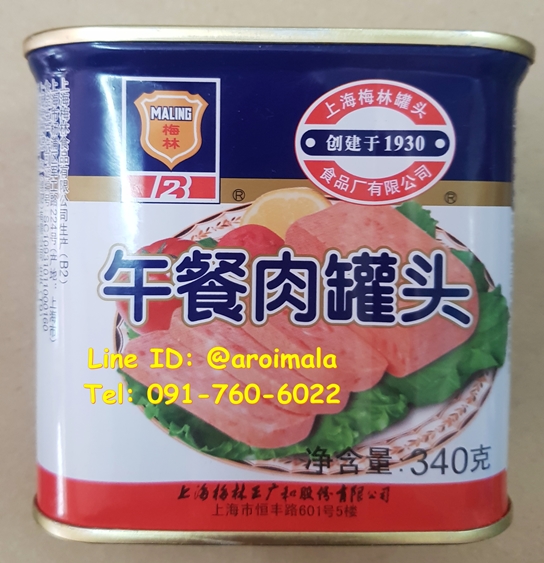 MALING
梅林
B2
®
®
上海梅林罐头
创建于1930
食品厂有限公司
午餐肉罐头
Line ID: @aroimala
Tel: 091-760-6022
净含量:340克
上海梅林正广和股份有限公司
上海市恒丰路601号5楼
(B2)